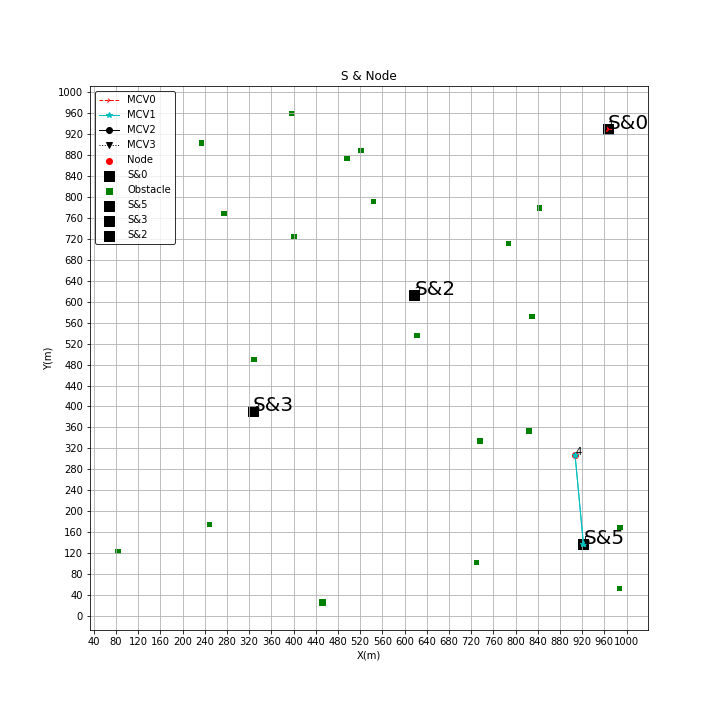 S & Node
1000
960
920
880
840
800
760
720
680
640
600
560
520
480
440
400
360
320
280
240
200
160
120
80
40
0
Y(m)
MCV0
MCV1
MCV2
MCV3
Node
S&0
Obstacle
S&5
S&3
S&2
S&0
S&2
S&3
4
S&5
40 80 120 160 200 240 280 320 360 400 440 480 520 560 600 640 680 720 760 800 840 880 920 960 1000
X(m)